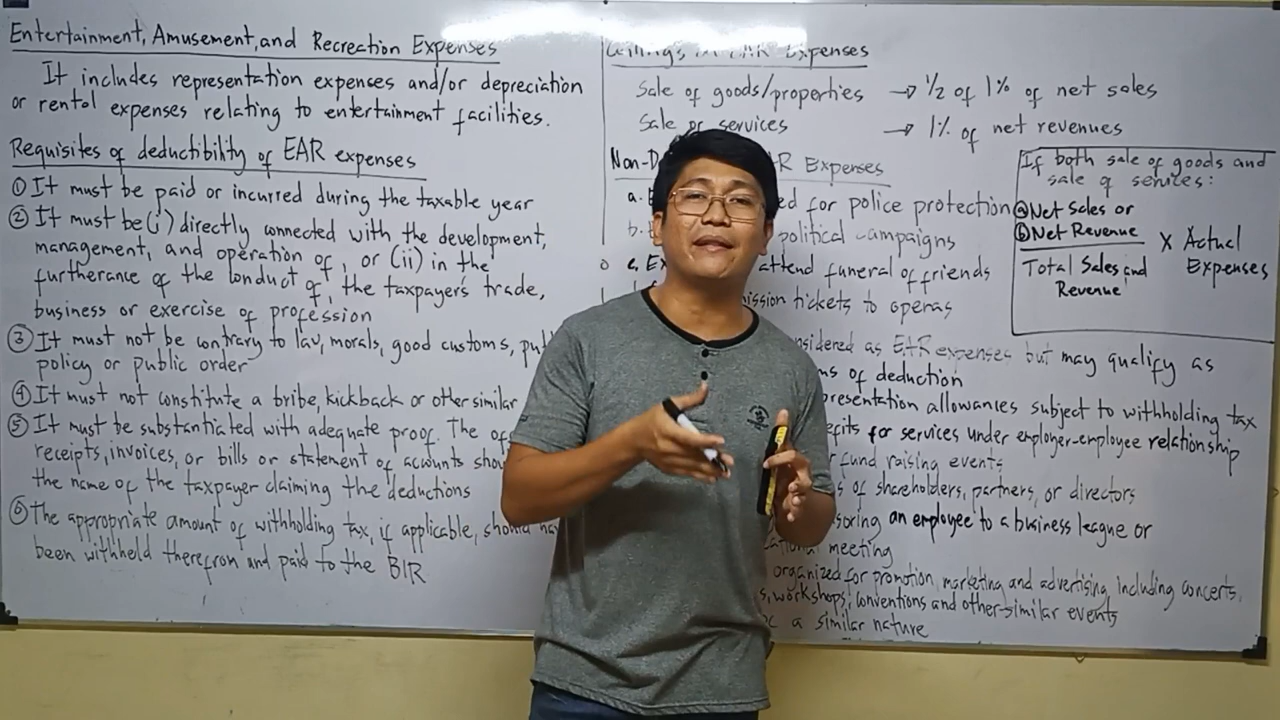 Entertainment, Amusement, and Recreation Expenses
It includes representation expenses and/or depreciation
or rental expenses relating to entertainment facilities.
Requisites of deductibility of EAR expenses
① It must be paid or incurred during the taxable year
② It must be (i) directly connected with the development,
management, and operation of, or (ii) in the
furtherance of the conduct of, the taxpayer's trade,
business or exercise of profession
③ It must not be contrary to law, morals, good customs,
policy or public order
④ It must not constitute a bribe, kickback or other similar
⑤ It must be substantiated with adequate proof. The
receipts, invoices, or bills or statement of accounts
the name of the taxpayer claiming the deductions
⑥ The appropriate amount of withholding tax, if applicable, should
been withheld therefrom and paid to the BIR
EAR Expenses
Sale of goods/properties → 1/2 of 1% of net sales
Sale of services → 1% of net revenues
Expenses
a. for police protection
b. political campaigns
c. attend funeral of friends
tickets to operas
If both sale of goods and
sale of services:
ⓐ Net Sales or
ⓑ Net Revenue
Total Sales and
Revenue
X Actual
Expenses
as EAR expenses but may qualify as
of deduction
allowances subject to withholding tax
for services under employer-employee relationship
fund raising events
of shareholders, partners, or directors
an employee to a business league or
meeting
organized for promotion, marketing and advertising including concerts,
workshops, conventions and other similar events
a similar nature